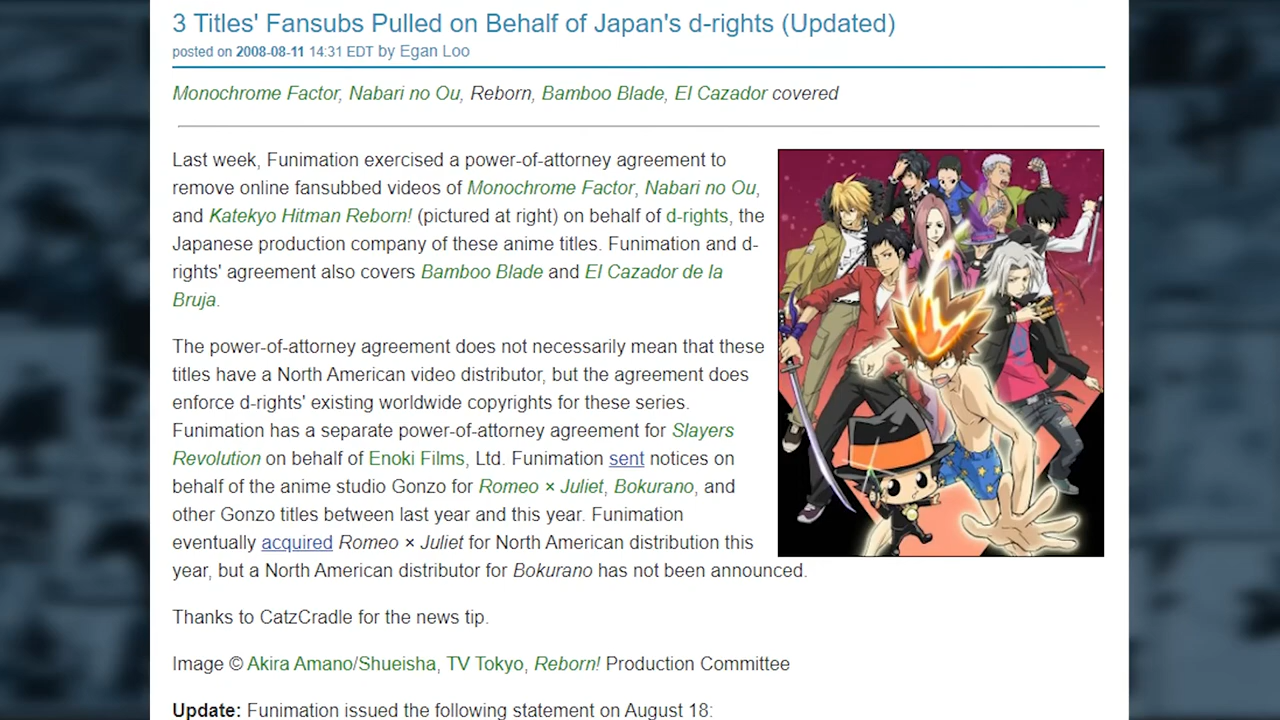 3 Titles' Fansubs Pulled on Behalf of Japan's d-rights (Updated)
posted on 2008-08-11 14:31 EDT by Egan Loo
Monochrome Factor, Nabari no Ou, Reborn, Bamboo Blade, El Cazador covered
Last week, Funimation exercised a power-of-attorney agreement to
remove online fansubbed videos of Monochrome Factor, Nabari no Ou,
and Katekyo Hitman Reborn! (pictured at right) on behalf of d-rights, the
Japanese production company of these anime titles. Funimation and d-
rights' agreement also covers Bamboo Blade and El Cazador de la
Bruja.
The power-of-attorney agreement does not necessarily mean that these
titles have a North American video distributor, but the agreement does
enforce d-rights' existing worldwide copyrights for these series.
Funimation has a separate power-of-attorney agreement for Slayers
Revolution on behalf of Enoki Films, Ltd. Funimation sent notices on
behalf of the anime studio Gonzo for Romeo × Juliet, Bokurano, and
other Gonzo titles between last year and this year. Funimation
eventually acquired Romeo × Juliet for North American distribution this
year, but a North American distributor for Bokurano has not been announced.
Thanks to CatzCradle for the news tip.
Image © Akira Amano/Shueisha, TV Tokyo, Reborn! Production Committee
Update: Funimation issued the following statement on August 18: